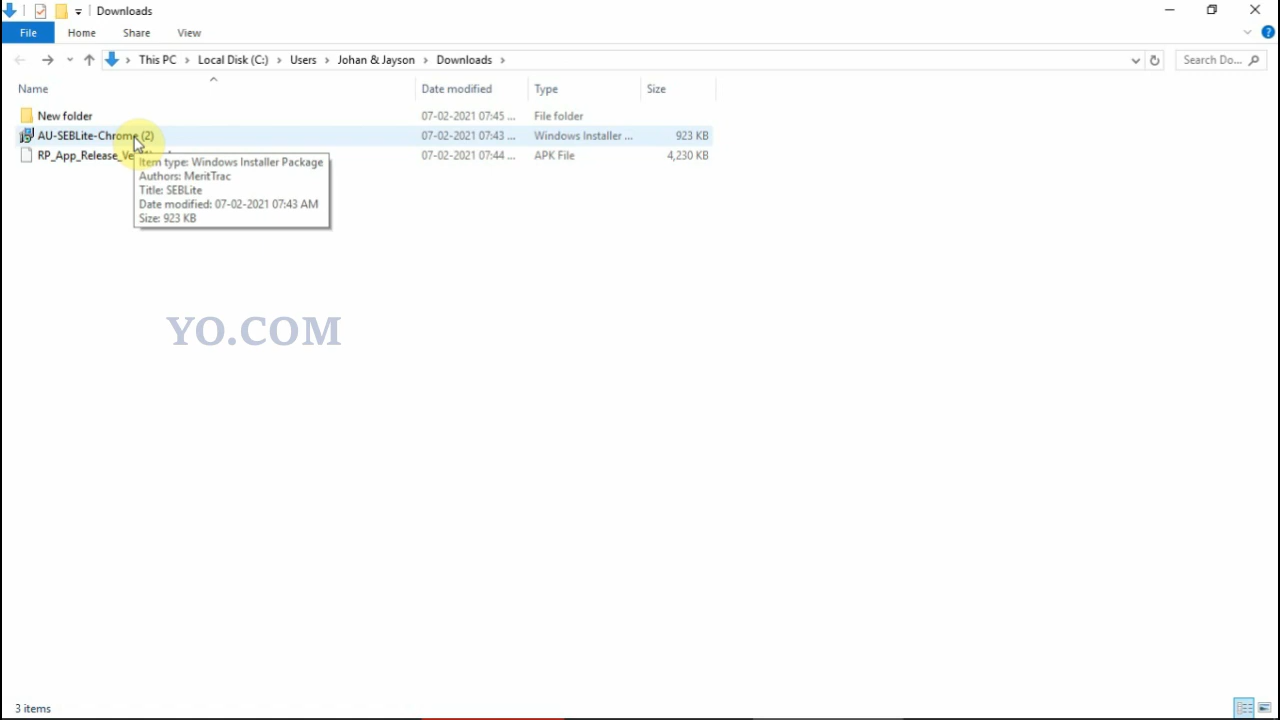 Downloads
File Home Share View
This PC Local Disk (C:) Users Johan & Jayson Downloads Search Do...
Name Date modified Type Size
New folder 07-02-2021 07:45 ... File folder
AU-SEBLite-Chrome (2) 07-02-2021 07:43 ... Windows Installer ... 923 KB
RP_App_Release_Ve 07-02-2021 07:44 ... APK File 4,230 KB
Item type: Windows Installer Package
Authors: MeritTrac
Title: SEBLite
Date modified: 07-02-2021 07:43 AM
Size: 923 KB
YO.COM
3 items